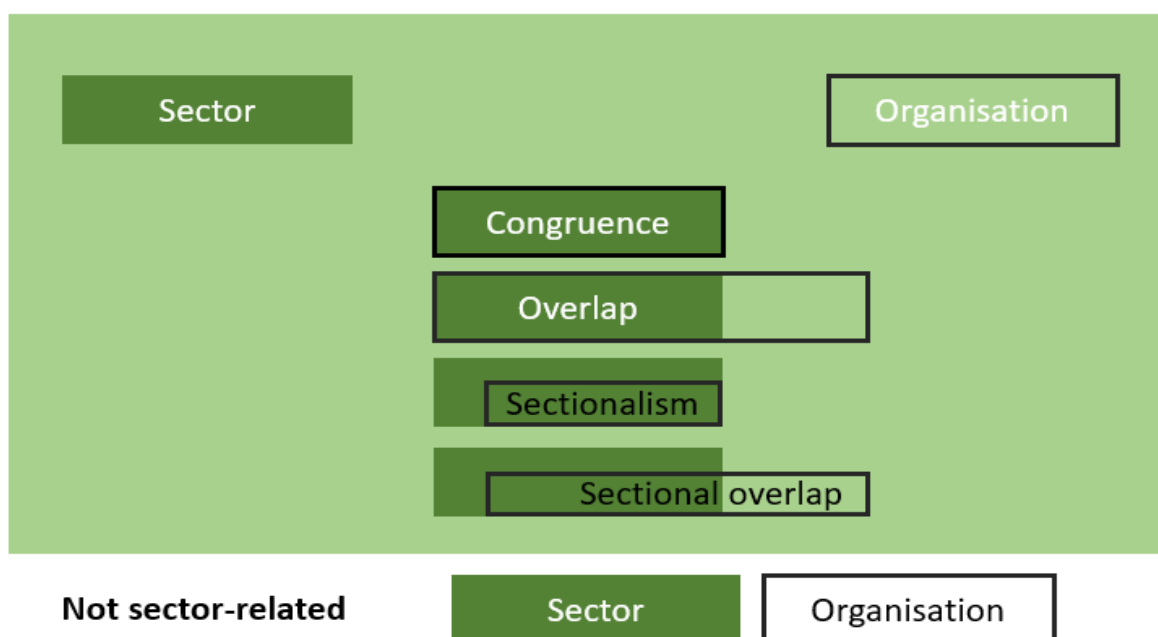 Sector
Organisation
Congruence
Overlap
Sectionalism
Sectional overlap
Not sector-related
Sector
Organisation